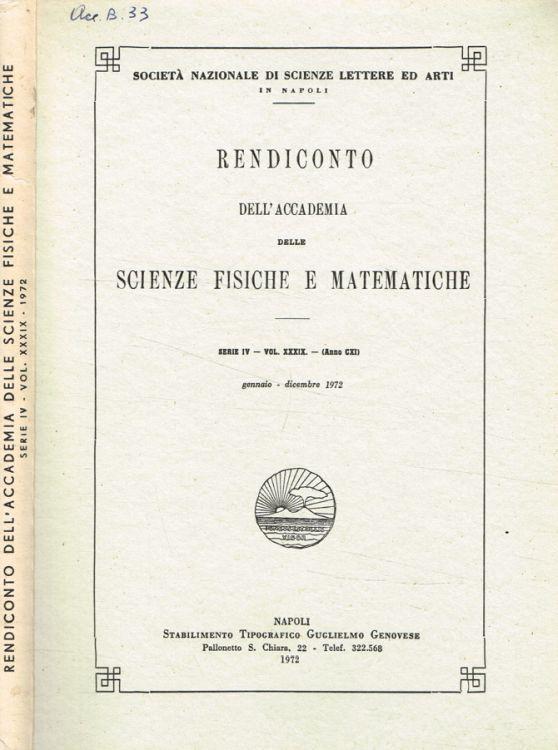 Acc. B. 33
SOCIETÀ NAZIONALE DI SCIENZE LETTERE ED ARTI
IN NAPOLI
RENDICONTO
DELL'ACCADEMIA
DELLE
SCIENZE FISICHE E MATEMATICHE
SERIE IV — VOL. XXXIX. — (Anno CXI)
gennaio - dicembre 1972
NAPOLI
STABILIMENTO TIPOGRAFICO GUGLIELMO GENOVESE
Pallonetto S. Chiara, 22 - Telef. 322.568
1972
RENDICONTO DELL'ACCADEMIA DELLE SCIENZE FISICHE E MATEMATICHE
SERIE IV - VOL. XXXIX - 1972